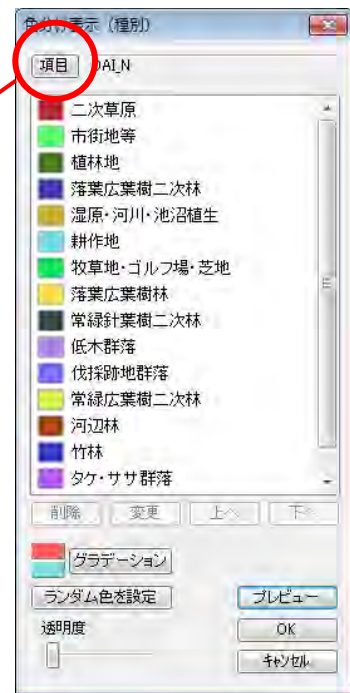 色分け表示 (種別)
項目 DAI_N
二次草原
市街地等
植林地
落葉広葉樹二次林
湿原・河川・池沼植生
耕作地
牧草地・ゴルフ場・芝地
落葉広葉樹林
常緑針葉樹二次林
低木群落
伐採跡地群落
常緑広葉樹二次林
河辺林
竹林
タケ・ササ群落
削除 変更 上へ 下へ
グラデーション
ランダム色を設定 プレビュー
透明度 OK
キャンセル